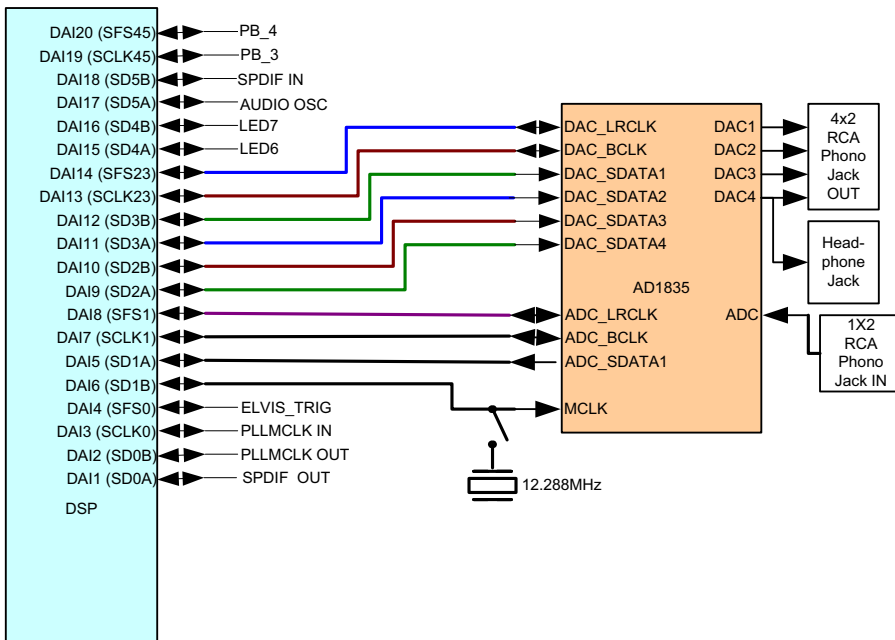 DAI20 (SFS45)
PB_4
DAI19 (SCLK45)
PB_3
DAI18 (SD5B)
SPDIF IN
DAI17 (SD5A)
AUDIO OSC
DAI16 (SD4B)
LED7
DAI15 (SD4A)
LED6
DAI14 (SFS23)
DAI13 (SCLK23)
DAI12 (SD3B)
DAI11 (SD3A)
DAI10 (SD2B)
DAI9 (SD2A)
DAI8 (SFS1)
DAI7 (SCLK1)
DAI5 (SD1A)
DAI6 (SD1B)
DAI4 (SFS0)
ELVIS_TRIG
DAI3 (SCLK0)
PLLMCLK IN
DAI2 (SD0B)
PLLMCLK OUT
DAI1 (SD0A)
SPDIF OUT
DSP
DAC_LRCLK
DAC_BCLK
DAC_SDATA1
DAC_SDATA2
DAC_SDATA3
DAC_SDATA4
AD1835
ADC_LRCLK
ADC_BCLK
ADC_SDATA1
MCLK
12.288MHz
DAC1
DAC2
DAC3
DAC4
ADC
4x2
RCA
Phono
Jack
OUT
Head-
phone
Jack
1X2
RCA
Phono
Jack IN